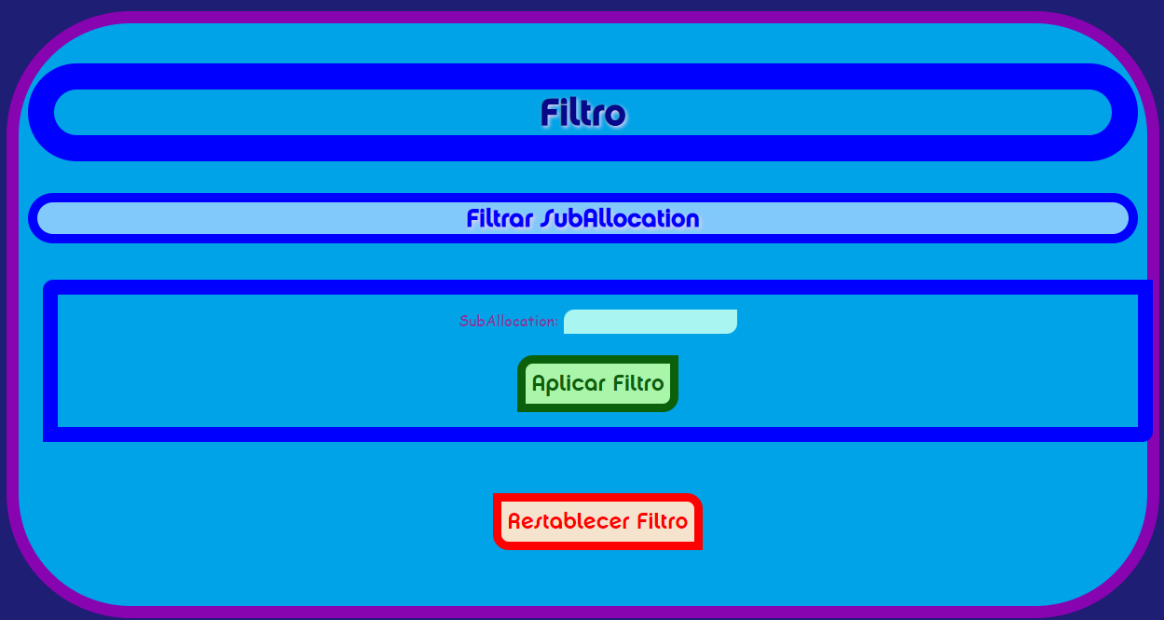 Filtro
Filtrar SubAllocation
SubAllocation:
Aplicar Filtro
Restablecer Filtro